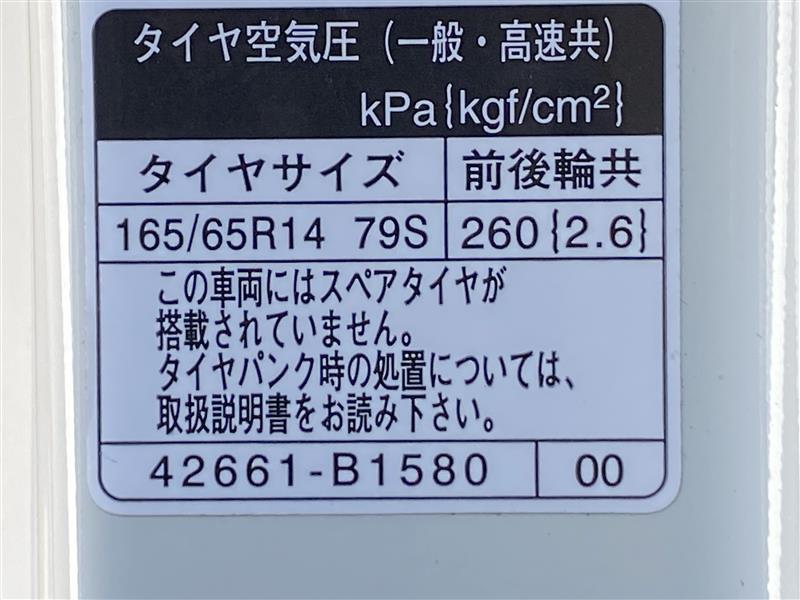 タイヤ空気圧（一般・高速共）
kPa{kgf/cm²}
タイヤサイズ 前後輪共
165/65R14 79S 260{2.6}
この車両にはスペアタイヤが
搭載されていません。
タイヤパンク時の処置については、
取扱説明書をお読み下さい。
42661-B1580 00